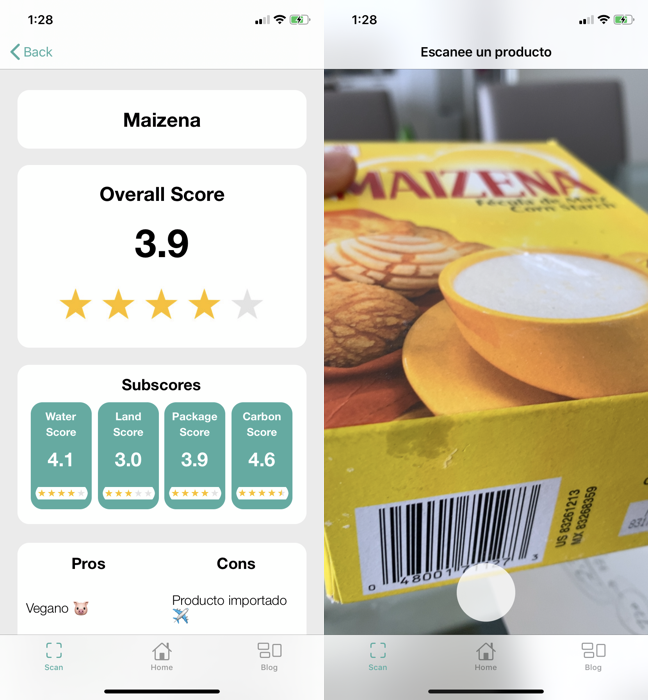 1:28
Back
Maizena
Overall Score
3.9
Subscores
Water
Score
4.1
Land
Score
3.0
Package
Score
3.9
Carbon
Score
4.6
Pros
Cons
Vegano 🐷
Producto importado
✈️
Scan
Home
Blog
1:28
Escanee un producto
MAIZENA
Fécula de Maíz
Corn Starch
US 83261213
MX 83268359
0 48001 3
Scan
Home
Blog